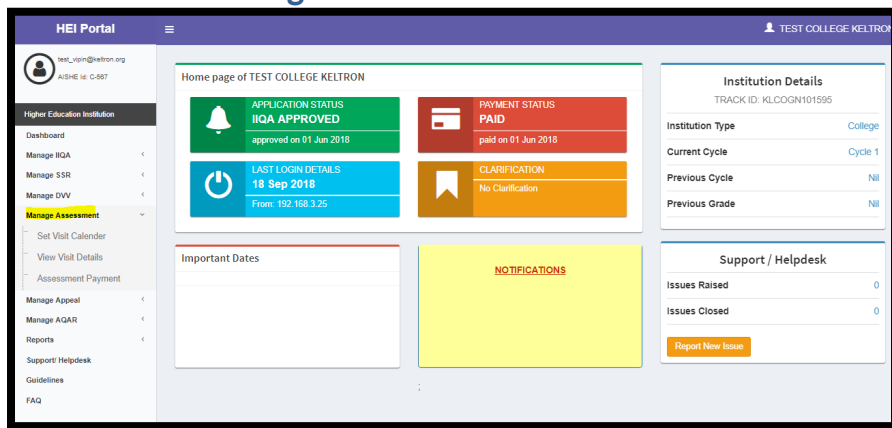 HEI Portal
TEST COLLEGE KELTRON
test_vipin@keltron.org
AISHE Id: C-567
Higher Education Institution
Dashboard
Manage IIQA
Manage SSR
Manage DVV
Manage Assessment
Set Visit Calender
View Visit Details
Assessment Payment
Manage Appeal
Manage AQAR
Reports
Support/ Helpdesk
Guidelines
FAQ
Home page of TEST COLLEGE KELTRON
APPLICATION STATUS
IIQA APPROVED
approved on 01 Jun 2018
PAYMENT STATUS
PAID
paid on 01 Jun 2018
LAST LOGIN DETAILS
18 Sep 2018
From: 192.168.3.25
CLARIFICATION
No Clarification
Important Dates
NOTIFICATIONS
;
Institution Details
TRACK ID: KLCOGN101595
Institution Type College
Current Cycle Cycle 1
Previous Cycle Nil
Previous Grade Nil
Support / Helpdesk
Issues Raised 0
Issues Closed 0
Report New Issue